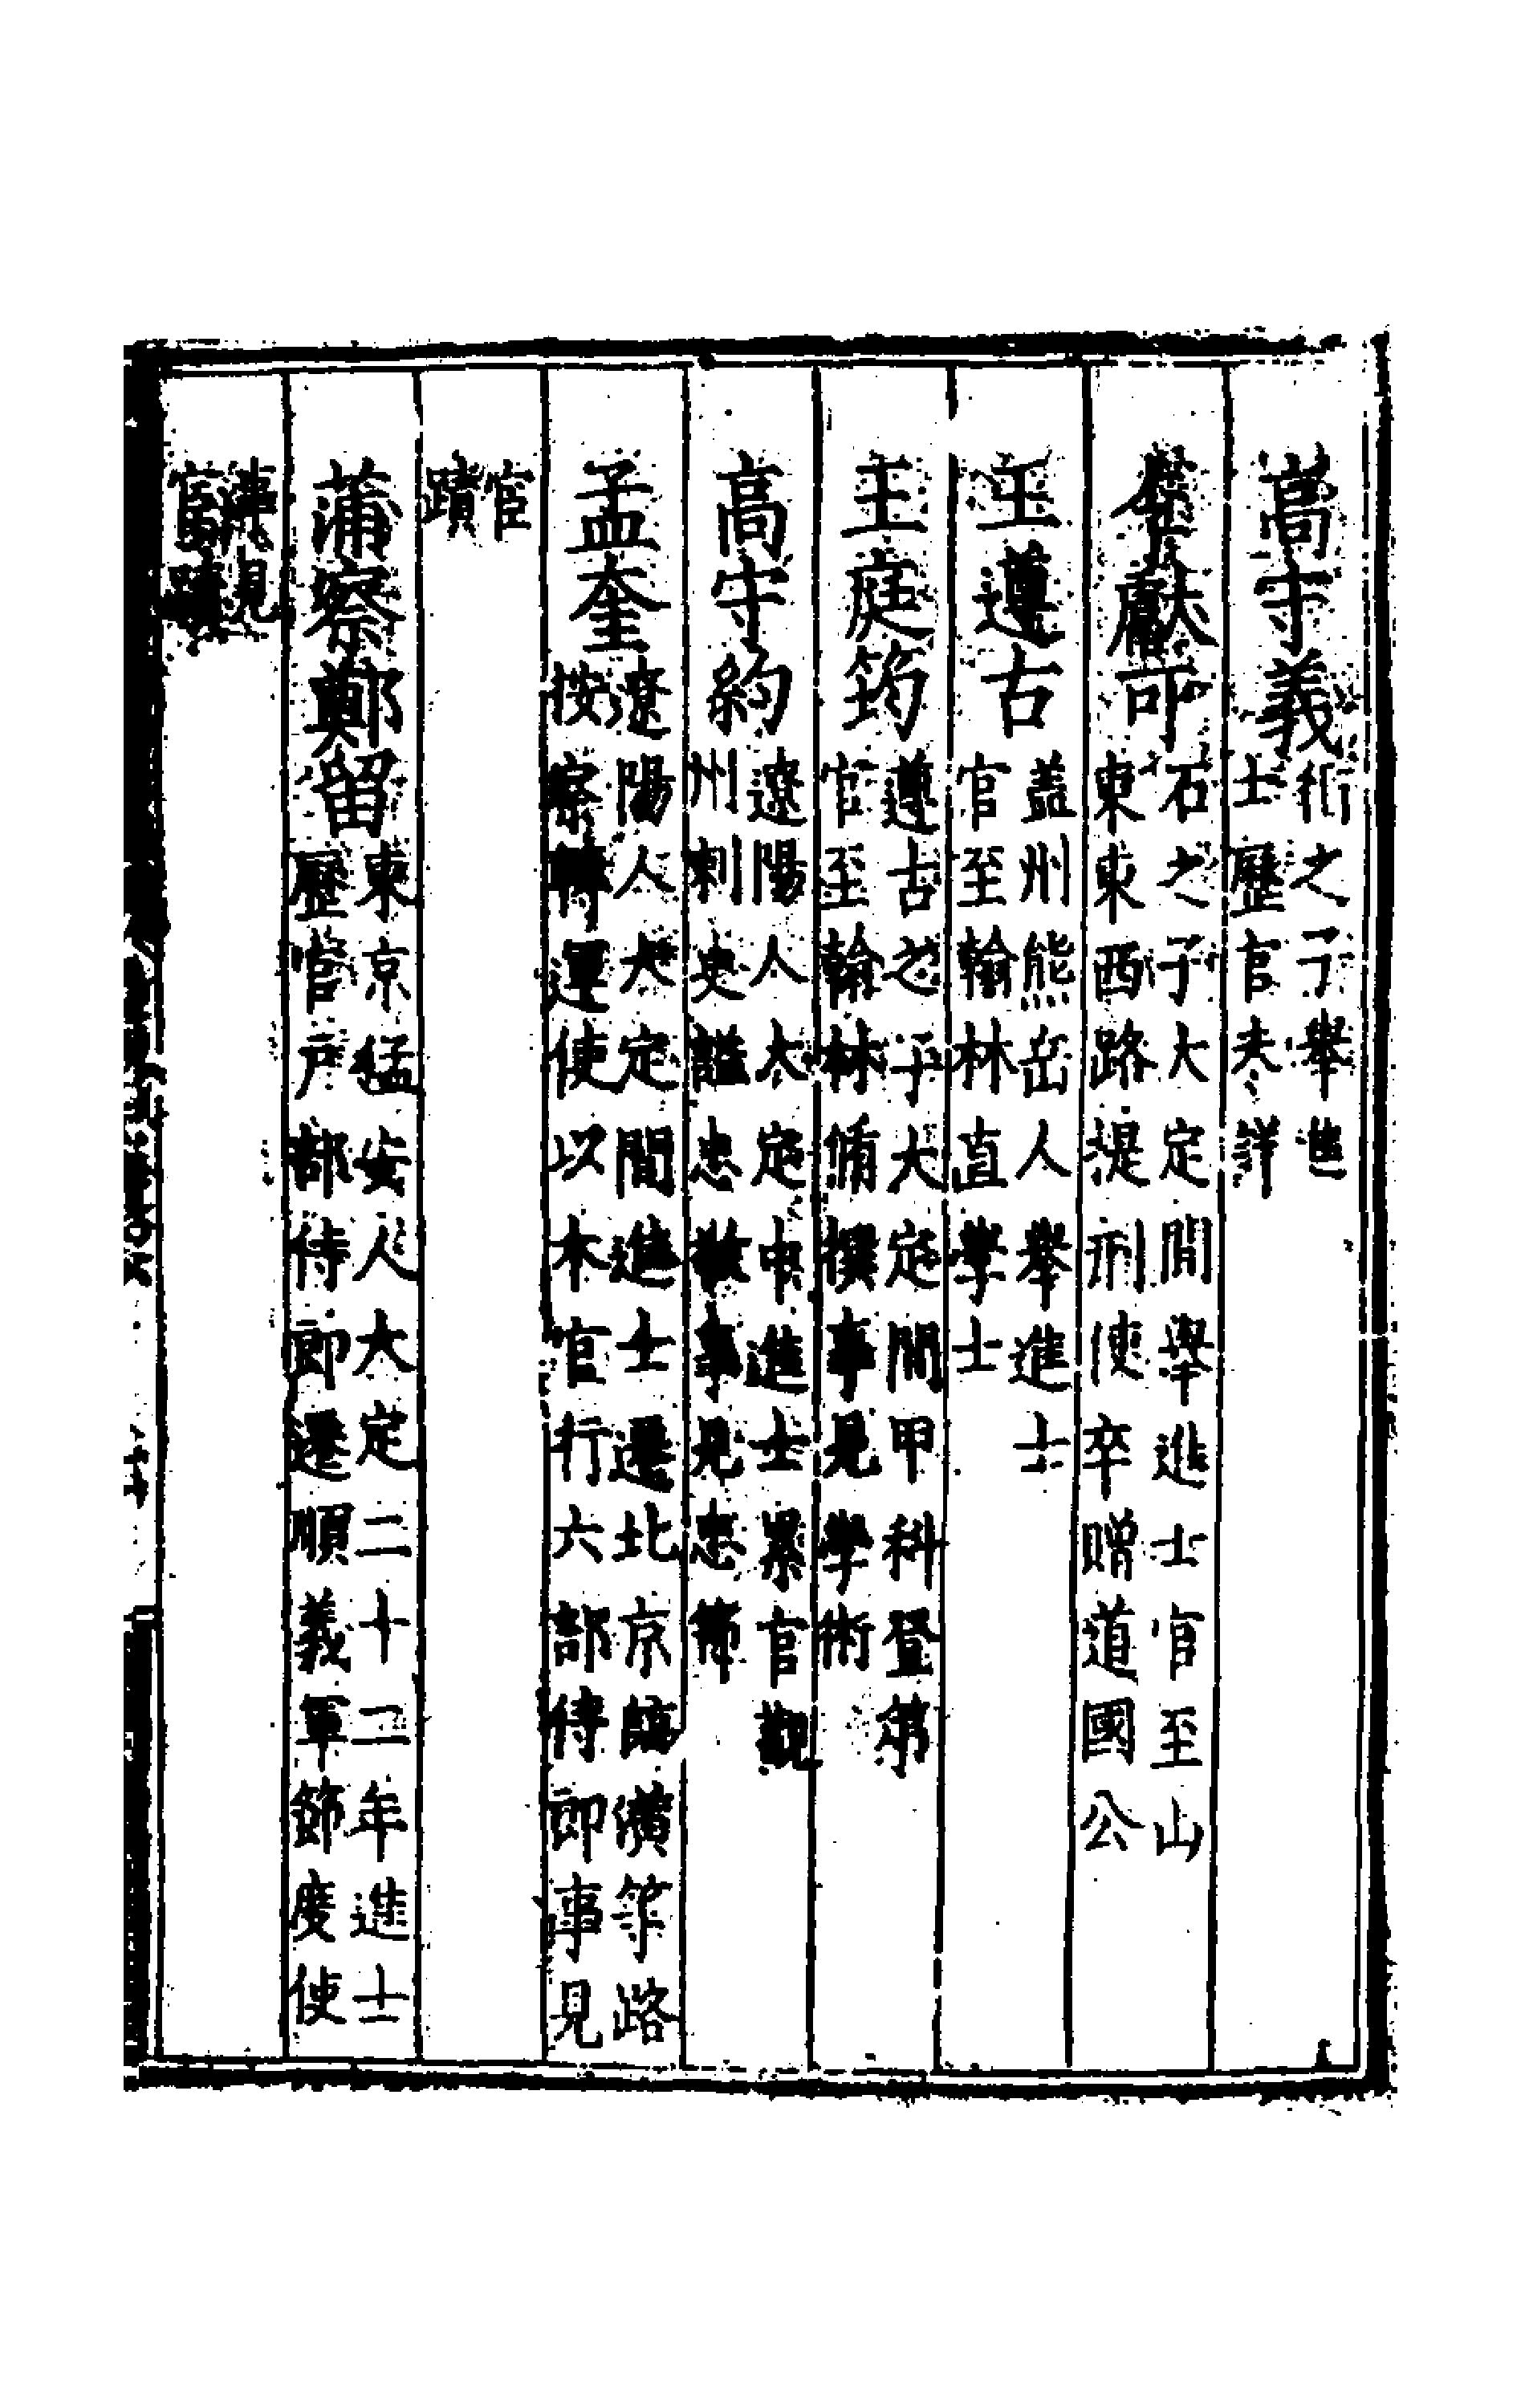 高守義衎之子舉進
士歷官未詳
李獻可石之子大定間舉進士官至山
東東西路提刑使卒贈道國公
王遵古蓋州熊岳人舉進士
官至翰林直學士
王庭筠遵古之子大定間甲科登第
官至翰林脩撰事見學術
高守約遼陽人大定中進士累官觀
州刺史謚忠敬事見忠節
孟奎遼陽人大定間進士遷北京臨潢等路
按察轉運使以本官行六部侍郎事見
宦
蹟
蒲察鄭留東京猛安人大定二十二年進士
歷官戶部侍郎遷順義軍節度使
事見
宦蹟